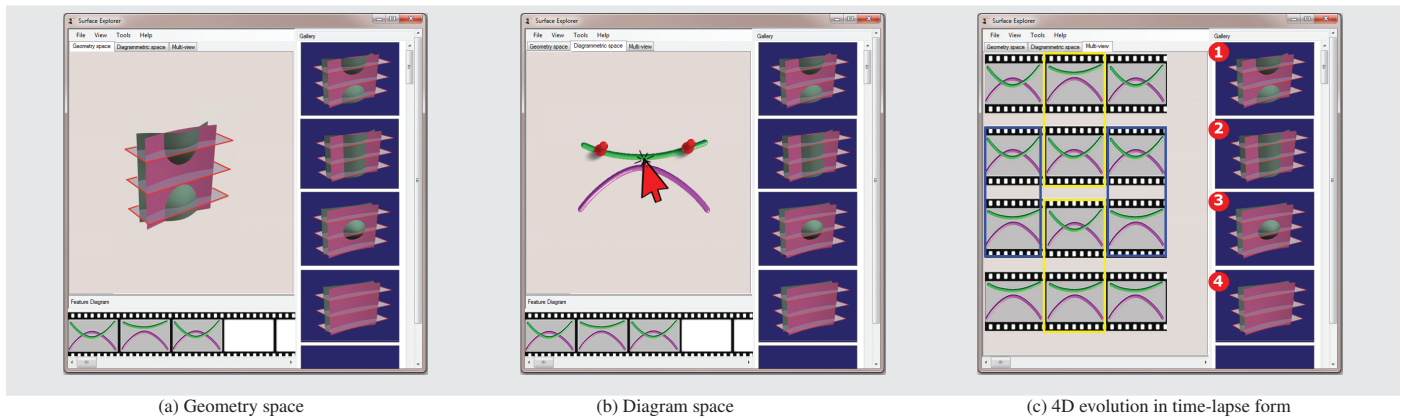 Surface Explorer
File View Tools Help
Geometry space Diagrammetric space Multi-view
Gallery
Feature Diagram
(a) Geometry space
Surface Explorer
File View Tools Help
Geometry space Diagrammetric space Multi-view
Gallery
Feature Diagram
(b) Diagram space
Surface Explorer
File View Tools Help
Geometry space Diagrammetric space Multi-view
Gallery
1
2
3
4
(c) 4D evolution in time-lapse form